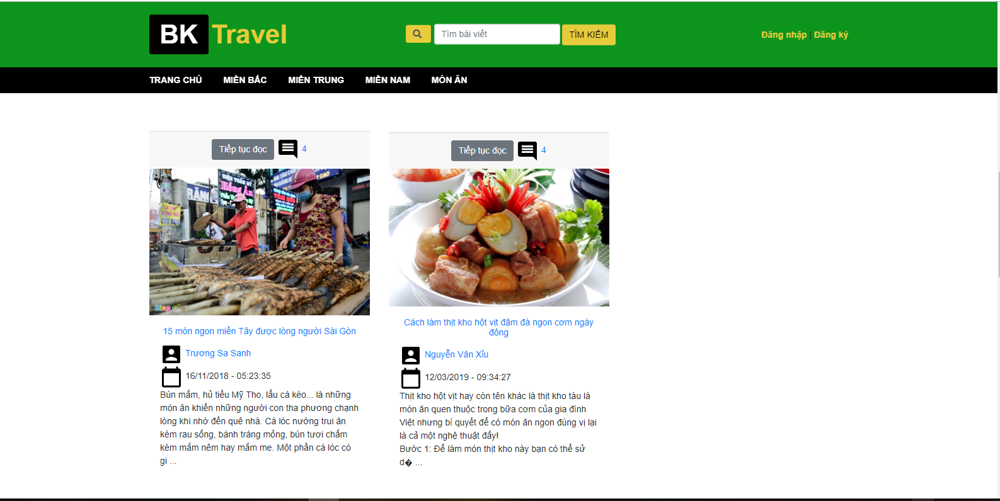 BK Travel
Tìm bài viết
TÌM KIẾM
Đăng nhập | Đăng ký
TRANG CHỦ
MIỀN BẮC
MIỀN TRUNG
MIỀN NAM
MÓN ĂN
Tiếp tục đọc 4
RĂNG
Hồng Ân
Zing.vn
15 món ngon miền Tây được lòng người Sài Gòn
Trương Sa Sanh
16/11/2018 - 05:23:35
Bún mắm, hủ tiếu Mỹ Tho, lẩu cá kèo... là những
món ăn khiến những người con tha phương chạnh
lòng khi nhớ đến quê nhà. Cá lóc nướng trui ăn
kèm rau sống, bánh tráng mỏng, bún tươi chấm
kèm mắm nêm hay mắm me. Một phần cá lóc có
gi ...
Tiếp tục đọc 4
Cách làm thịt kho hột vịt đậm đà ngon cơm ngày
đông
Nguyễn Văn Xỉu
12/03/2019 - 09:34:27
Thịt kho hột vịt hay còn tên khác là thịt kho tàu là
món ăn quen thuộc trong bữa cơm của gia đình
Việt nhưng bí quyết để có món ăn ngon đúng vị lại
là cả một nghệ thuật đấy!
Bước 1: Để làm món thịt kho này bạn có thể sử
d� ...